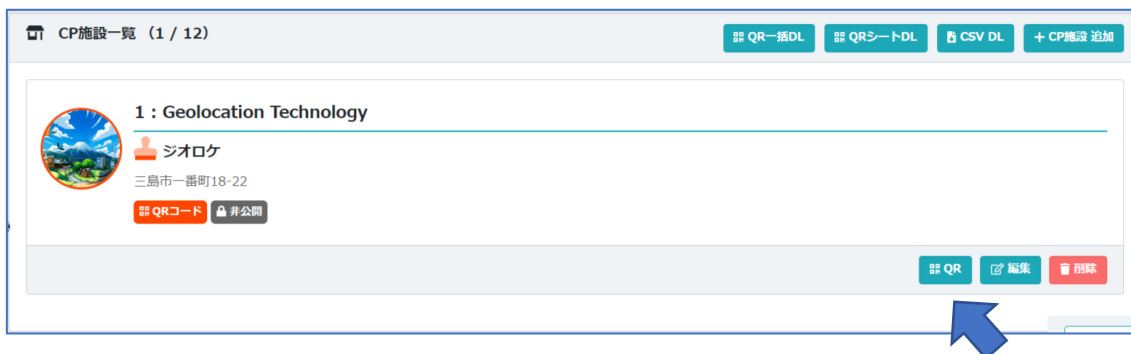 CP施設一覧 (1 / 12)
QR一括DL
QRシートDL
CSV DL
+ CP施設 追加
1 : Geolocation Technology
ジオロケ
三島市一番町18-22
QRコード
非公開
QR
編集
削除